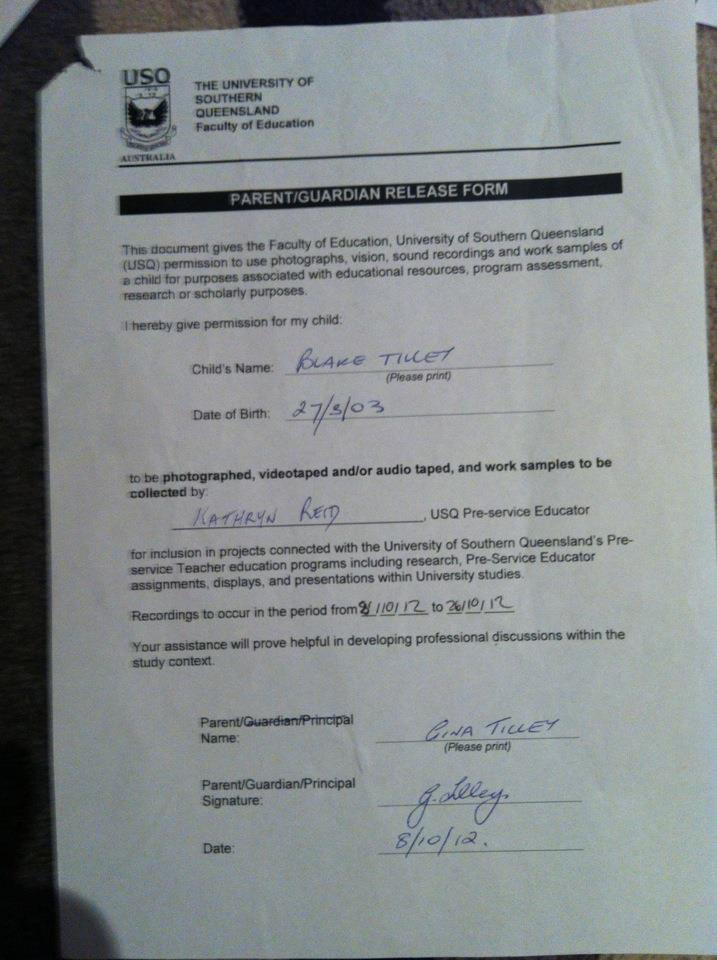 USQ
AUSTRALIA
THE UNIVERSITY OF
SOUTHERN
QUEENSLAND
Faculty of Education
PARENT/GUARDIAN RELEASE FORM
This document gives the Faculty of Education, University of Southern Queensland
(USQ) permission to use photographs, vision, sound recordings and work samples of
a child for purposes associated with educational resources, program assessment,
research or scholarly purposes.
I hereby give permission for my child:
Child's Name: BLAKE TILLEY
(Please print)
Date of Birth: 27/3/03
to be photographed, videotaped and/or audio taped, and work samples to be
collected by:
KATHRYN REID, USQ Pre-service Educator
for inclusion in projects connected with the University of Southern Queensland's Pre-
service Teacher education programs including research, Pre-Service Educator
assignments, displays, and presentations within University studies.
Recordings to occur in the period from 8/10/12 to 26/10/12
Your assistance will prove helpful in developing professional discussions within the
study context.
Parent/Guardian/Principal
Name: GINA TILLEY
(Please print)
Parent/Guardian/Principal
Signature: G. Tilley
Date: 8/10/12.